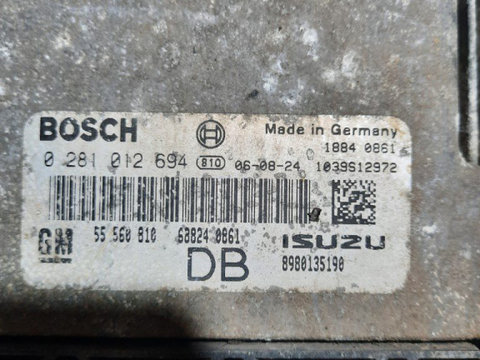 BOSCH
Made in Germany
1884 0861
0 281 012 694 810 06-08-24 1039S12972
GM 55 560 810 68824 0861 ISUZU
DB 8980135190